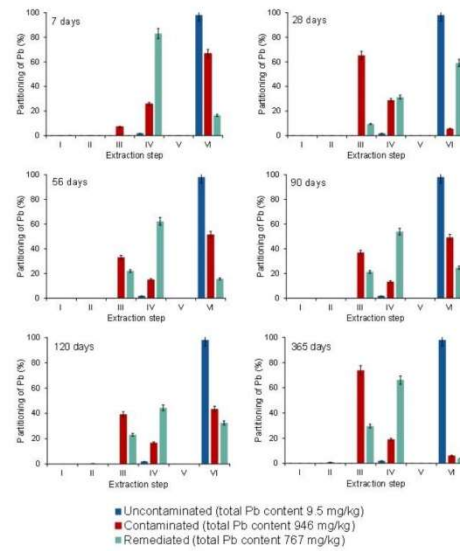 7 days
Partitioning of Pb (%)
100
80
60
40
20
0
I II III IV V VI
Extraction step
28 days
Partitioning of Pb (%)
100
80
60
40
20
0
I II III IV V VI
Extraction step
56 days
Partitioning of Pb (%)
100
80
60
40
20
0
I II III IV V VI
Extraction step
90 days
Partitioning of Pb (%)
100
80
60
40
20
0
I II III IV V VI
Extraction step
120 days
Partitioning of Pb (%)
100
80
60
40
20
0
I II III IV V VI
Extraction step
365 days
Partitioning of Pb (%)
100
80
60
40
20
0
I II III IV V VI
Extraction step
Uncontaminated (total Pb content 9.5 mg/kg)
Contaminated (total Pb content 946 mg/kg)
Remediated (total Pb content 767 mg/kg)